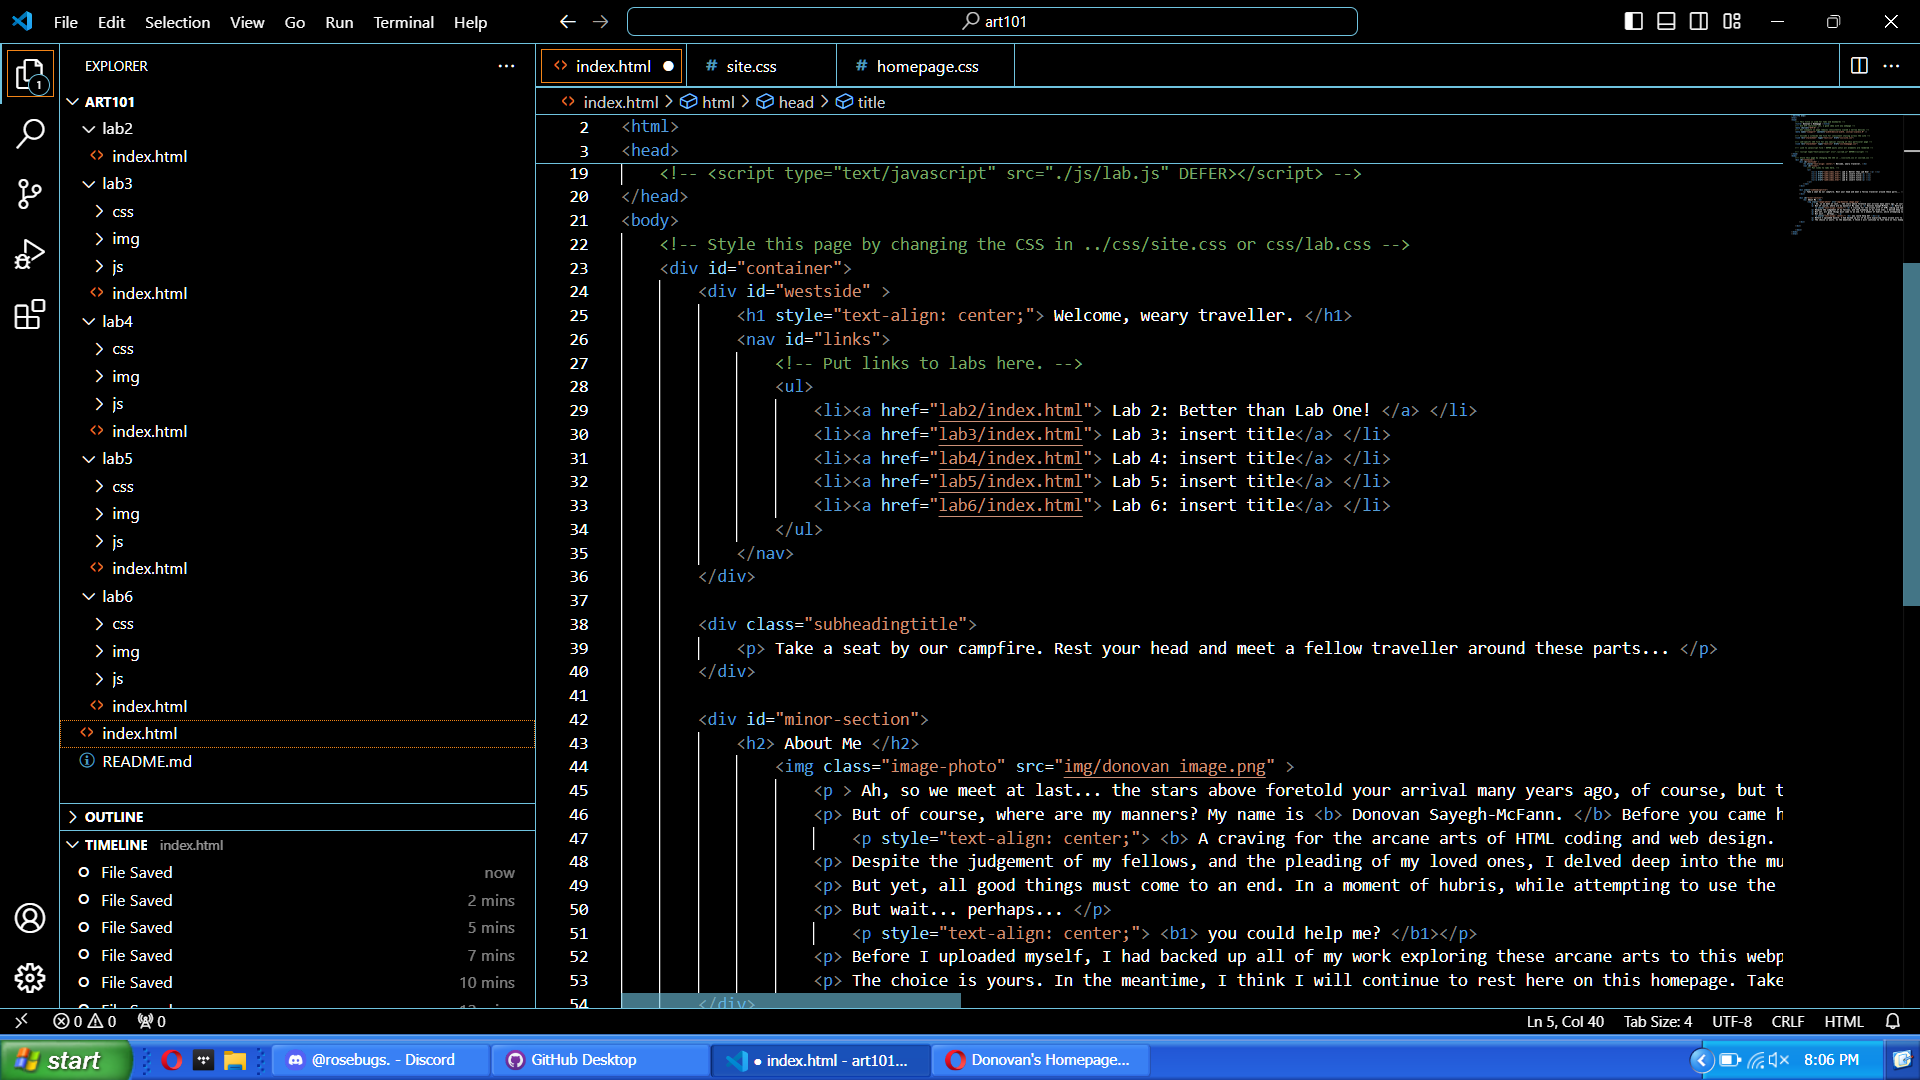 File Edit Selection View Go Run Terminal Help
art101
EXPLORER
index.html
site.css
homepage.css
index.html > html > head > title
1
ART101
lab2
index.html
lab3
css
img
js
index.html
lab4
css
img
js
index.html
lab5
css
img
js
index.html
lab6
css
img
js
index.html
index.html
README.md
OUTLINE
TIMELINE index.html
File Saved now
File Saved 2 mins
File Saved 5 mins
File Saved 7 mins
File Saved 10 mins
2 <html>
3 <head>
19 <!-- <script type="text/javascript" src="./js/lab.js" DEFER></script> -->
20 </head>
21 <body>
22 <!-- Style this page by changing the CSS in ../css/site.css or css/lab.css -->
23 <div id="container">
24 <div id="westside" >
25 <h1 style="text-align: center;"> Welcome, weary traveller. </h1>
26 <nav id="links">
27 <!-- Put links to labs here. -->
28 <ul>
29 <li><a href="lab2/index.html"> Lab 2: Better than Lab One! </a> </li>
30 <li><a href="lab3/index.html"> Lab 3: insert title</a> </li>
31 <li><a href="lab4/index.html"> Lab 4: insert title</a> </li>
32 <li><a href="lab5/index.html"> Lab 5: insert title</a> </li>
33 <li><a href="lab6/index.html"> Lab 6: insert title</a> </li>
34 </ul>
35 </nav>
36 </div>
37
38 <div class="subheadingtitle">
39 <p> Take a seat by our campfire. Rest your head and meet a fellow traveller around these parts... </p>
40 </div>
41
42 <div id="minor-section">
43 <h2> About Me </h2>
44 <img class="image-photo" src="img/donovan_image.png" >
45 <p > Ah, so we meet at last... the stars above foretold your arrival many years ago, of course, but t
46 <p> But of course, where are my manners? My name is <b> Donovan Sayegh-McFann. </b> Before you came h
47 <p style="text-align: center;"> <b> A craving for the arcane arts of HTML coding and web design.
48 <p> Despite the judgement of my fellows, and the pleading of my loved ones, I delved deep into the mu
49 <p> But yet, all good things must come to an end. In a moment of hubris, while attempting to use the
50 <p> But wait... perhaps... </p>
51 <p style="text-align: center;"> <b1> you could help me? </b1></p>
52 <p> Before I uploaded myself, I had backed up all of my work exploring these arcane arts to this webp
53 <p> The choice is yours. In the meantime, I think I will continue to rest here on this homepage. Take
54 </div>
0 0 0
Ln 5, Col 40 Tab Size: 4 UTF-8 CRLF HTML
start
@rosebugs. - Discord
GitHub Desktop
● index.html - art101...
Donovan's Homepage...
8:06 PM